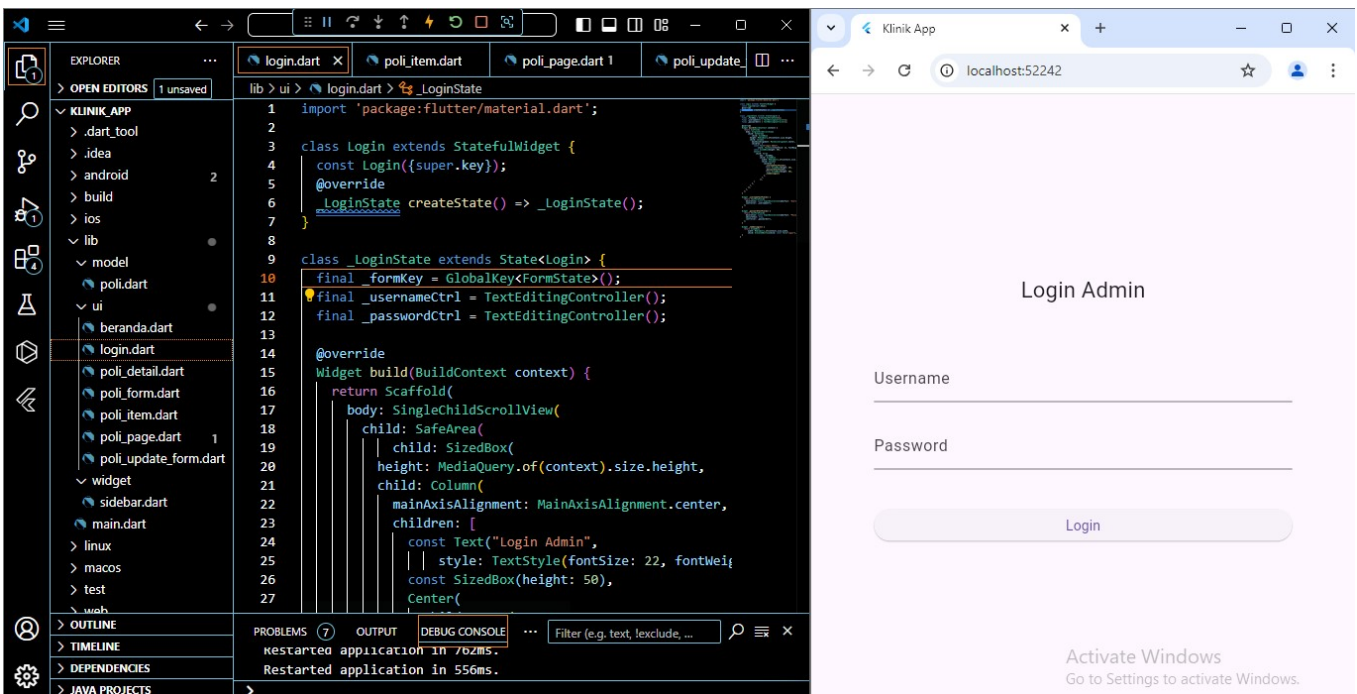 EXPLORER
OPEN EDITORS 1 unsaved
KLINIK_APP
.dart_tool
.idea
android 2
build
ios
lib
model
poli.dart
ui
beranda.dart
login.dart
poli_detail.dart
poli_form.dart
poli_item.dart
poli_page.dart 1
poli_update_form.dart
widget
sidebar.dart
main.dart
linux
macos
test
web
OUTLINE
TIMELINE
DEPENDENCIES
JAVA PROJECTS
1
1
4
login.dart poli_item.dart poli_page.dart 1 poli_update_
lib > ui > login.dart > _LoginState
1 import 'package:flutter/material.dart';
2
3 class Login extends StatefulWidget {
4 const Login({super.key});
5 @override
6 _LoginState createState() => _LoginState();
7 }
8
9 class _LoginState extends State<Login> {
10 final _formKey = GlobalKey<FormState>();
11 final _usernameCtrl = TextEditingController();
12 final _passwordCtrl = TextEditingController();
13
14 @override
15 Widget build(BuildContext context) {
16 return Scaffold(
17 body: SingleChildScrollView(
18 child: SafeArea(
19 child: SizedBox(
20 height: MediaQuery.of(context).size.height,
21 child: Column(
22 mainAxisAlignment: MainAxisAlignment.center,
23 children: [
24 const Text("Login Admin",
25 style: TextStyle(fontSize: 22, fontWeig
26 const SizedBox(height: 50),
27 Center(
PROBLEMS 7 OUTPUT DEBUG CONSOLE ... Filter (e.g. text, !exclude, ...
Restarted application in 762ms.
Restarted application in 556ms.
>
Klinik App
localhost:52242
Login Admin
Username
Password
Login
Activate Windows
Go to Settings to activate Windows.